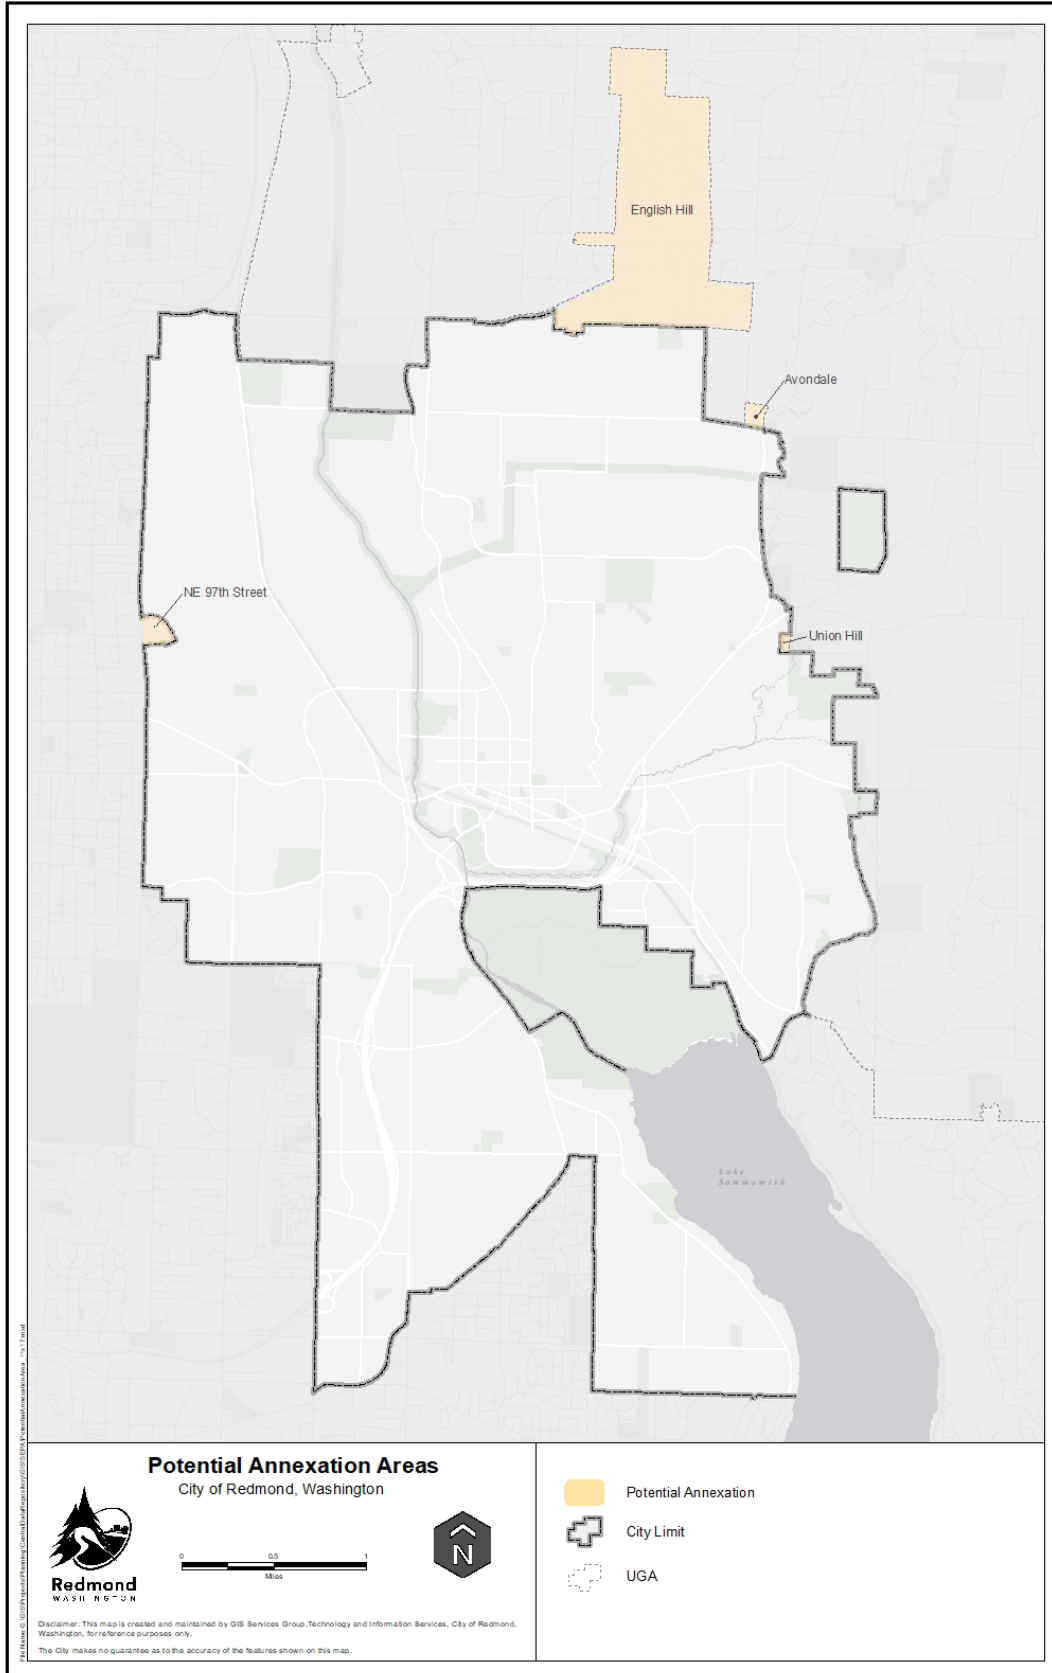 English Hill
Avondale
NE 97th Street
Union Hill
Lake
Sammamish
Potential Annexation Areas
City of Redmond, Washington
0 0.5 1
Miles
N
Redmond
WASHINGTON
Potential Annexation
City Limit
UGA
Disclaimer: This map is created and maintained by GIS Services Group,Technology and Information Services, City of Redmond,
Washington, for reference purposes only.
The City makes no guarantee as to the accuracy of the features shown on this map.